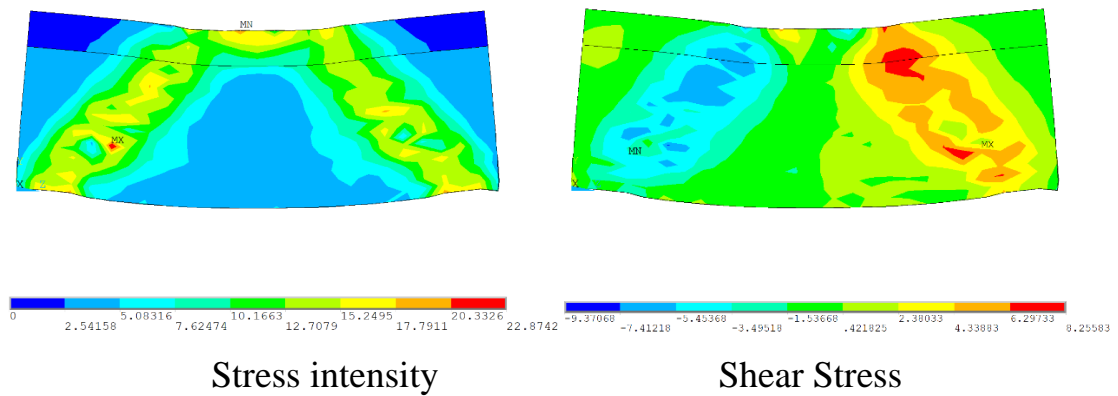 MN
MX
X Z
0 2.54158 5.08316 7.62474 10.1663 12.7079 15.2495 17.7911 20.3326 22.8742
Stress intensity
MN
MX
X
-9.37068 -7.41218 -5.45368 -3.49518 -1.53668 .421825 2.38033 4.33883 6.29733 8.25583
Shear Stress